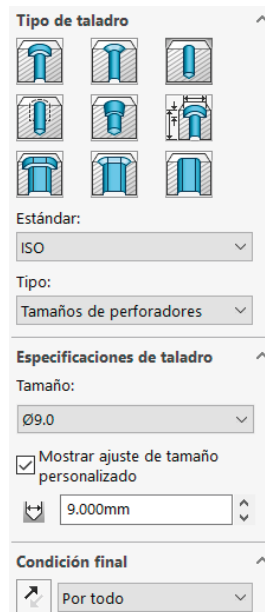 Tipo de taladro
Estándar:
ISO
Tipo:
Tamaños de perforadores
Especificaciones de taladro
Tamaño:
Ø9.0
Mostrar ajuste de tamaño
personalizado
9.000mm
Condición final
Por todo